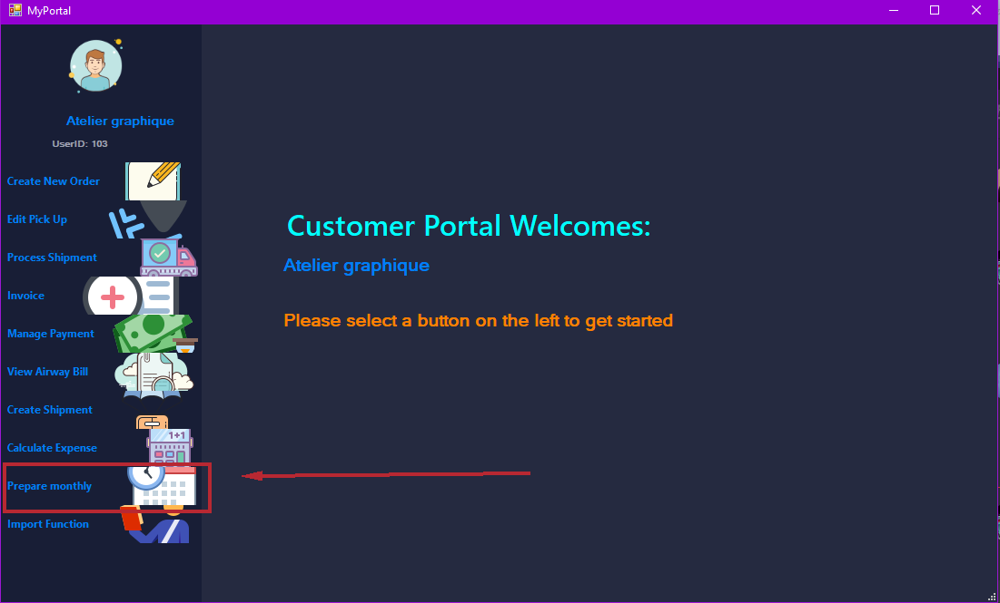 MyPortal
Atelier graphique
UserID: 103
Create New Order
Edit Pick Up
Process Shipment
Invoice
Manage Payment
View Airway Bill
Create Shipment
Calculate Expense
1+1
Prepare monthly
Import Function
Customer Portal Welcomes:
Atelier graphique
Please select a button on the left to get started